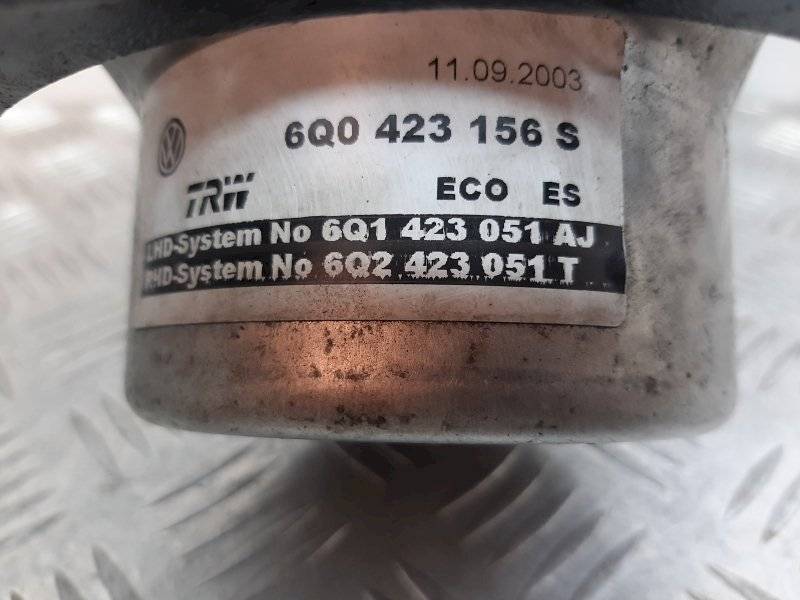 11.09.2003
6Q0 423 156 S
TRW ECO ES
LHD-System No 6Q1 423 051 AJ
RHD-System No 6Q2 423 051 T